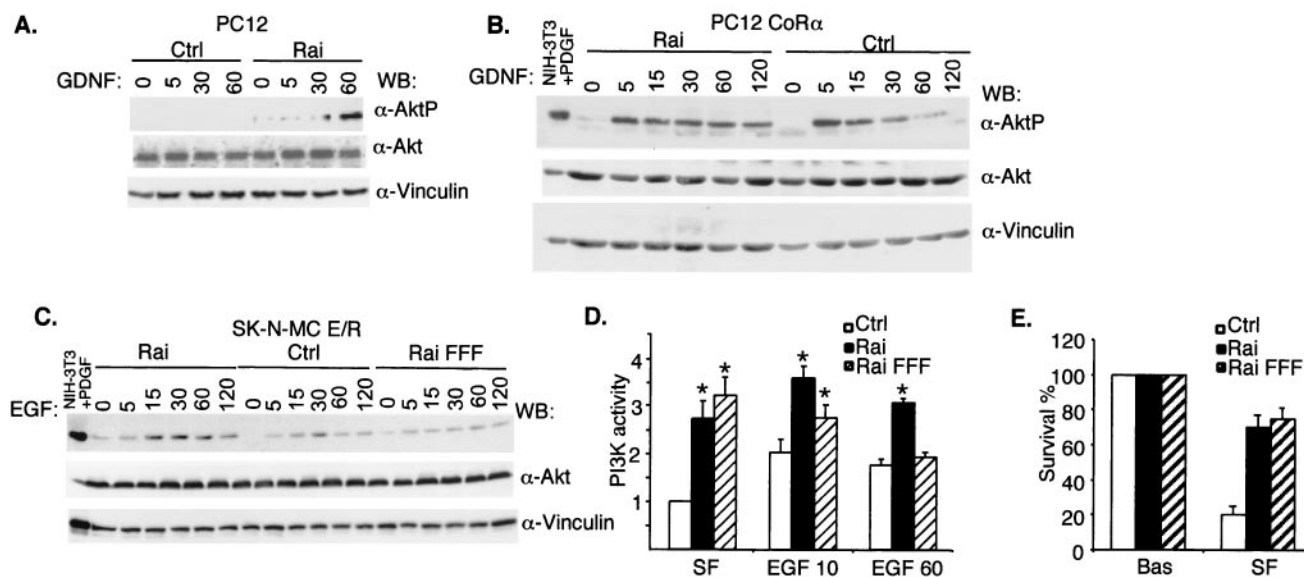 A.
PC12
Ctrl Rai
GDNF: 0 5 30 60 0 5 30 60 WB:
α-AktP
α-Akt
α-Vinculin
B.
PC12 CoRα
NIH-3T3 +PDGF Rai Ctrl
GDNF: 0 5 15 30 60 120 0 5 15 30 60 120 WB:
α-AktP
α-Akt
α-Vinculin
C.
SK-N-MC E/R
NIH-3T3 +PDGF Rai Ctrl Rai FFF
EGF: 0 5 15 30 60 120 0 5 15 30 60 120 0 5 15 30 60 120 WB:
α-Akt
α-Vinculin
D.
Ctrl
Rai
Rai FFF
PI3K activity
4
3
2
1
* * * * *
SF EGF 10 EGF 60
E.
Ctrl
Rai
Rai FFF
Survival %
120
100
80
60
40
20
0
Bas SF